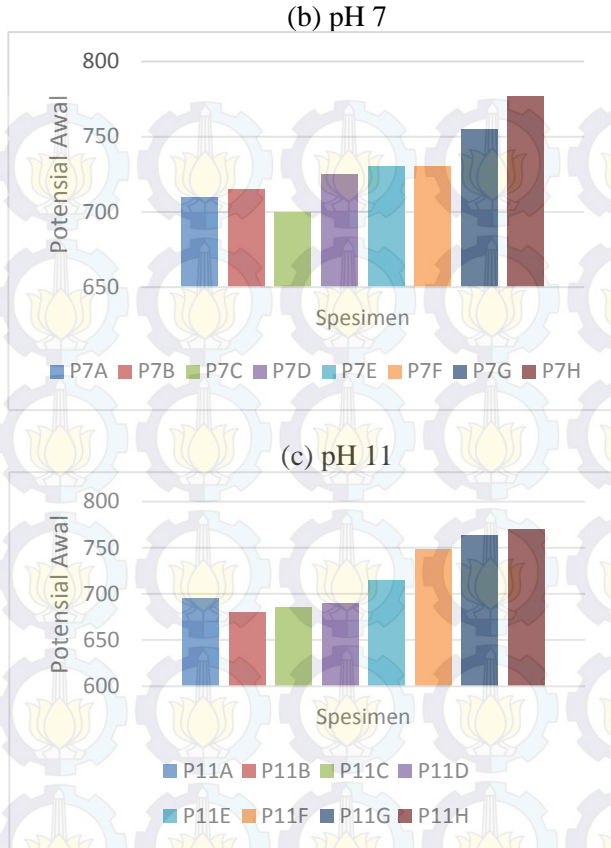 (b) pH 7
800
750
700
650
Potensial Awal
Spesimen
P7A P7B P7C P7D P7E P7F P7G P7H
(c) pH 11
800
750
700
650
600
Potensial Awal
Spesimen
P11A P11B P11C P11D
P11E P11F P11G P11H